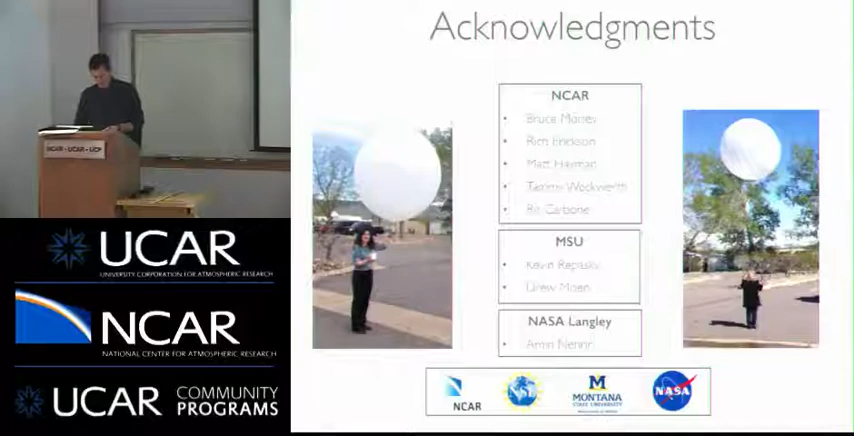 Acknowledgments
NCAR
• Bruce Morley
• Rich Erickson
• Matt Hayman
• Tammy Weckwerth
• Rit Carbone
MSU
• Kevin Repasky
• Drew Moen
NASA Langley
• Amin Nehrir
NCAR
MONTANA
STATE UNIVERSITY
NASA
NCAR • UCAR • UCP
UCAR
UNIVERSITY CORPORATION FOR ATMOSPHERIC RESEARCH
NCAR
NATIONAL CENTER FOR ATMOSPHERIC RESEARCH
UCAR COMMUNITY
PROGRAMS